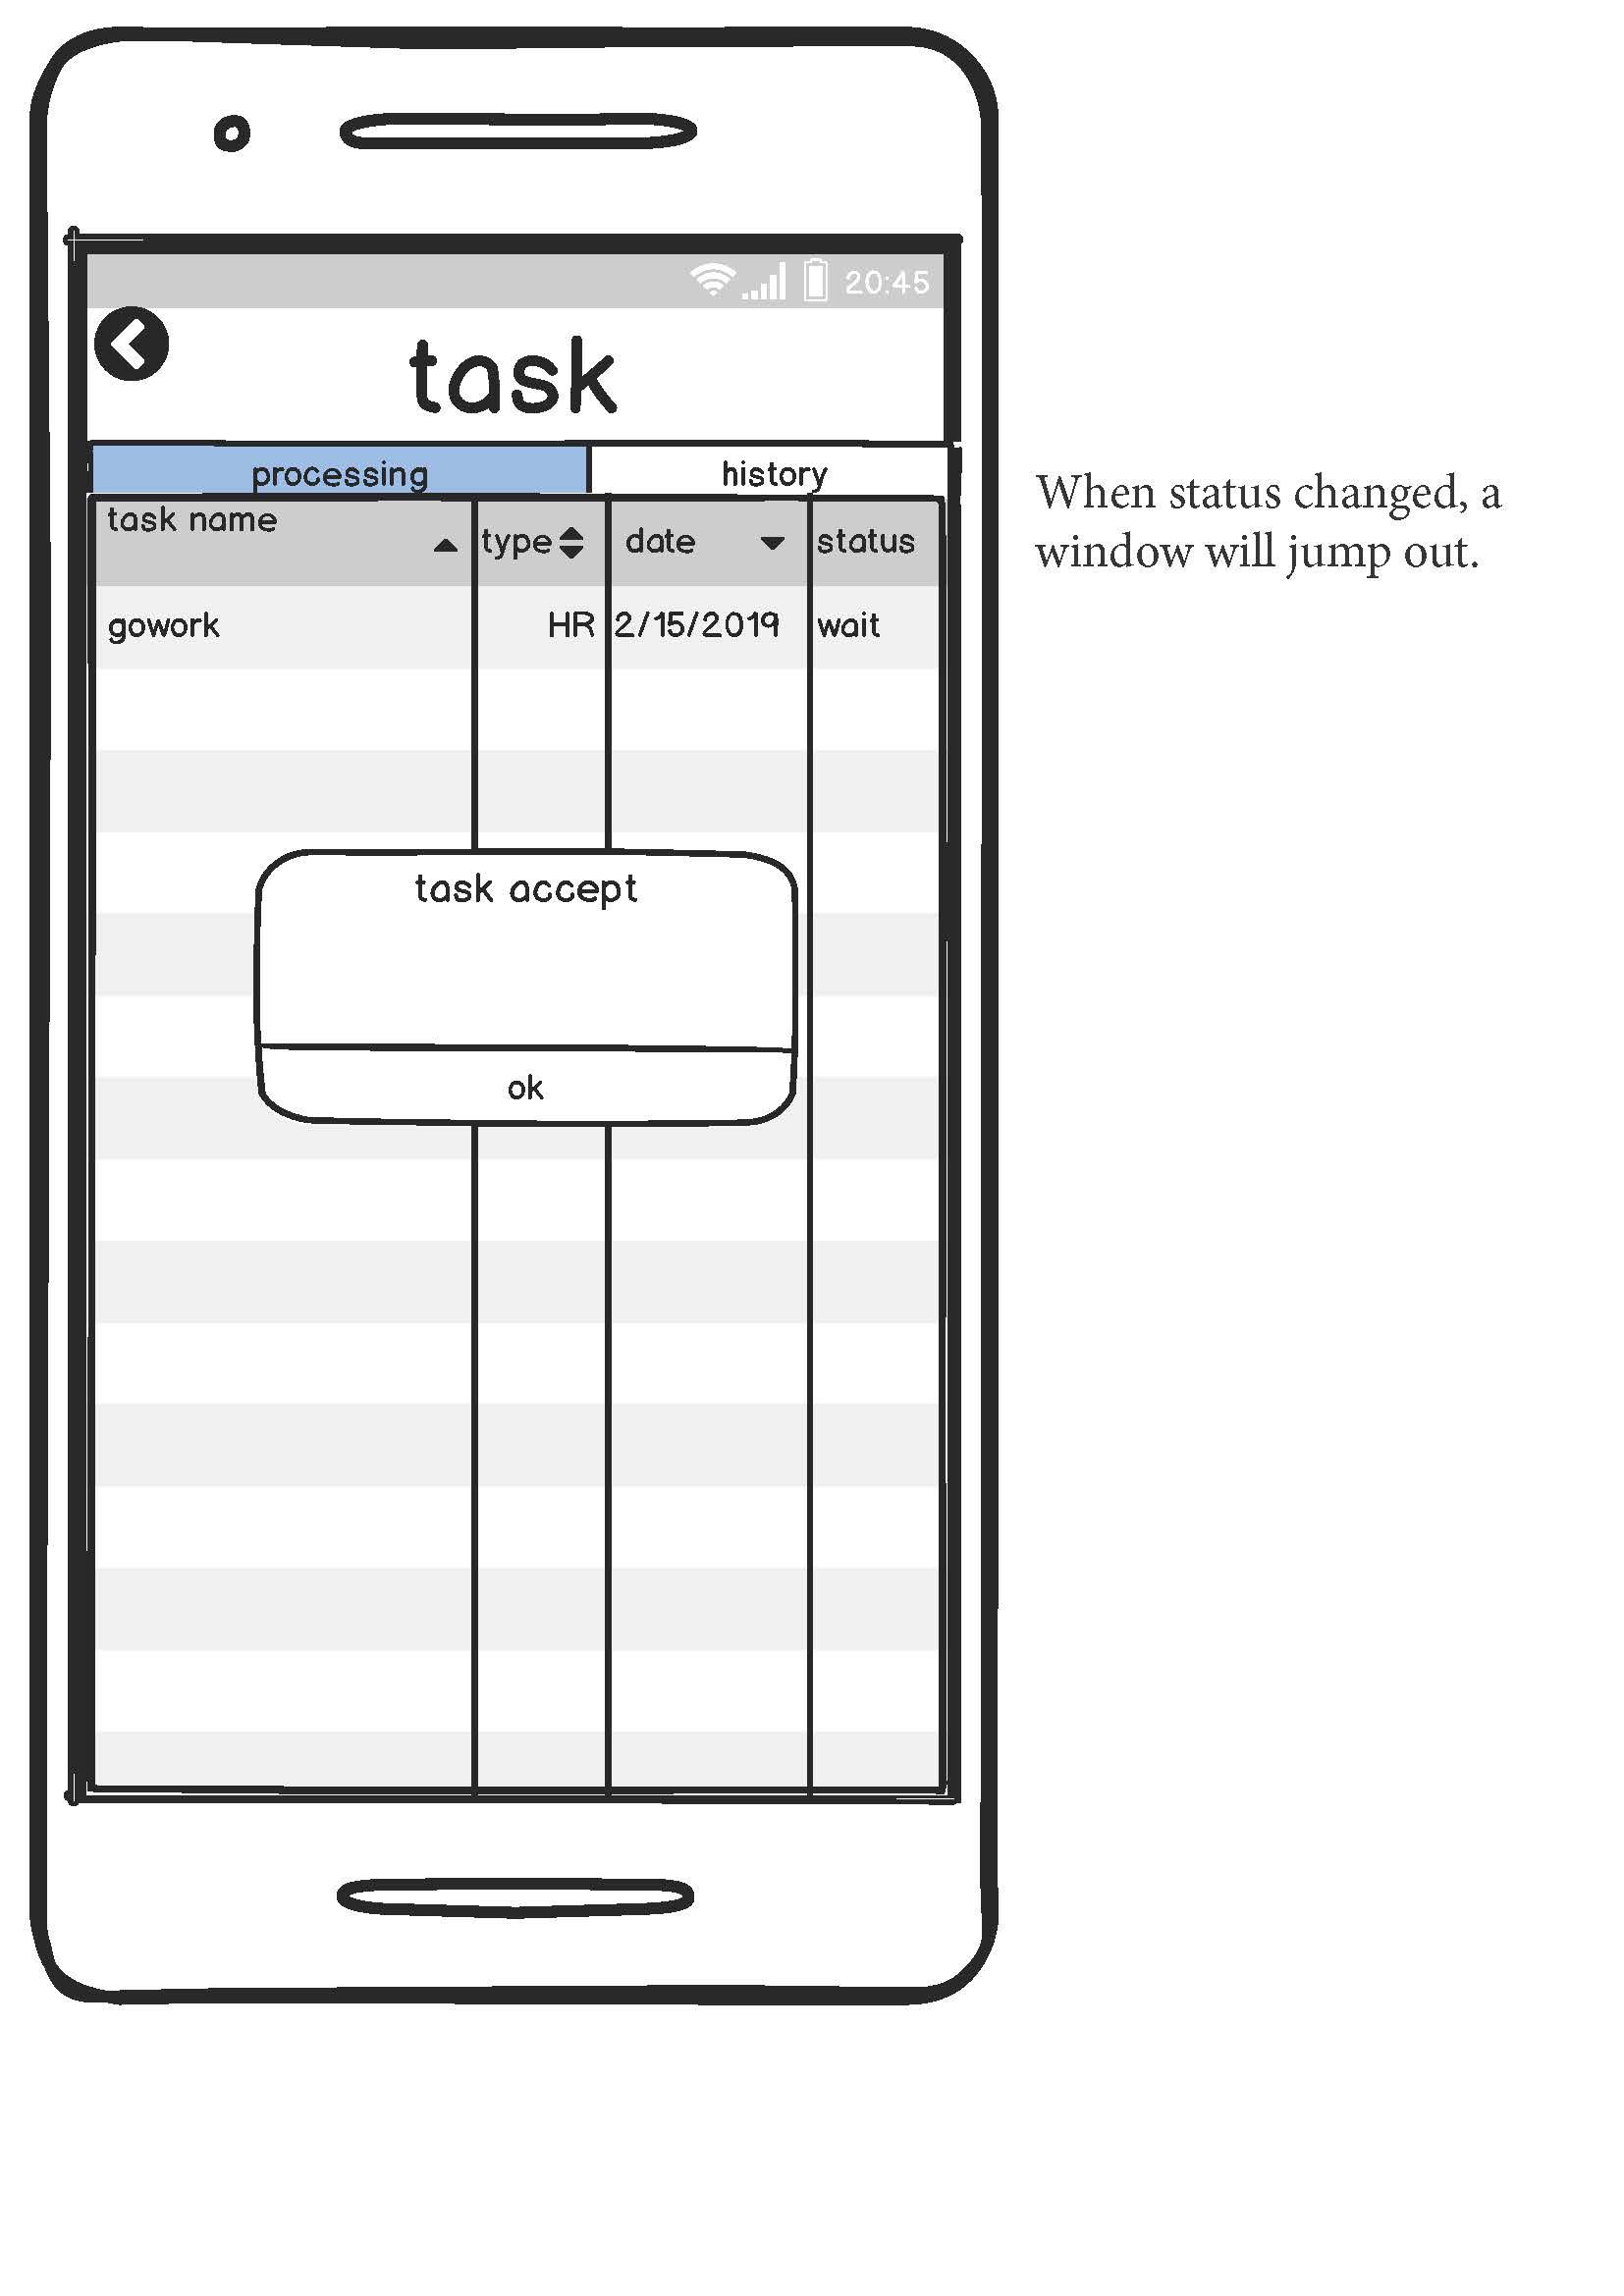 20:45
task
processing history
task name type date status
gowork HR 2/15/2019 wait
task accept
ok
When status changed, a
window will jump out.